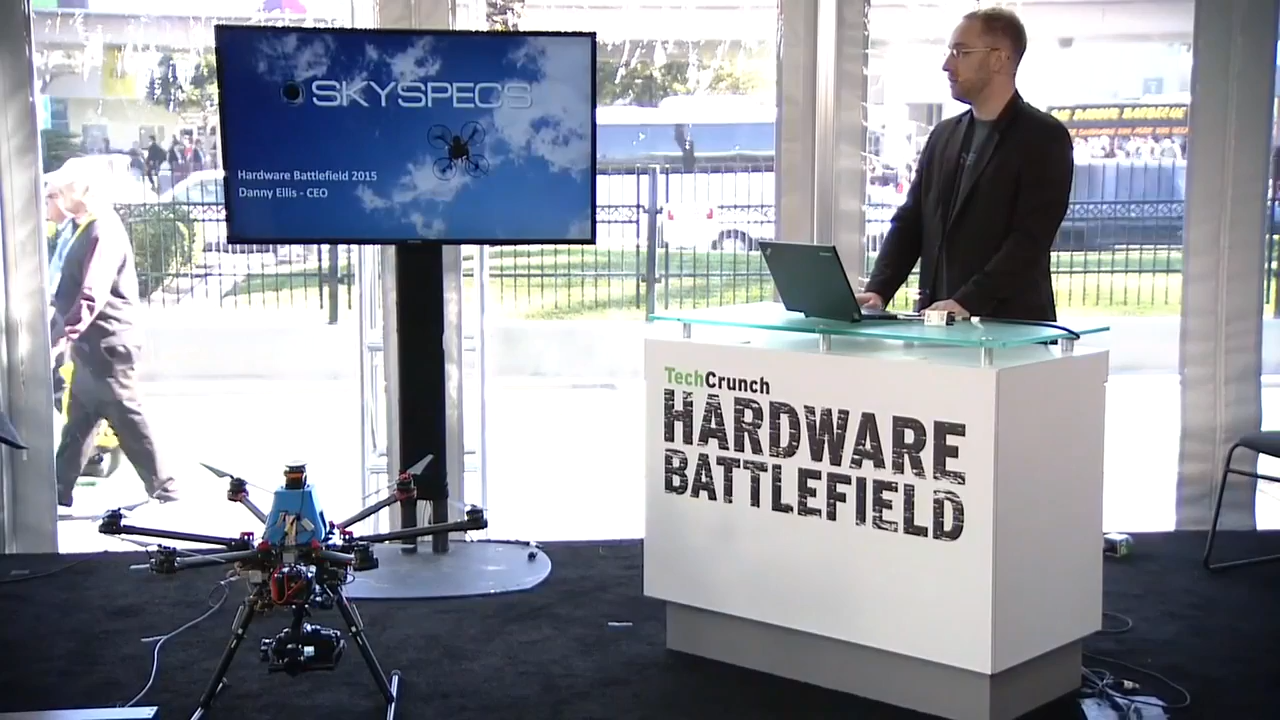 SKYSPECS
Hardware Battlefield 2015
Danny Ellis - CEO
TechCrunch
HARDWARE
BATTLEFIELD